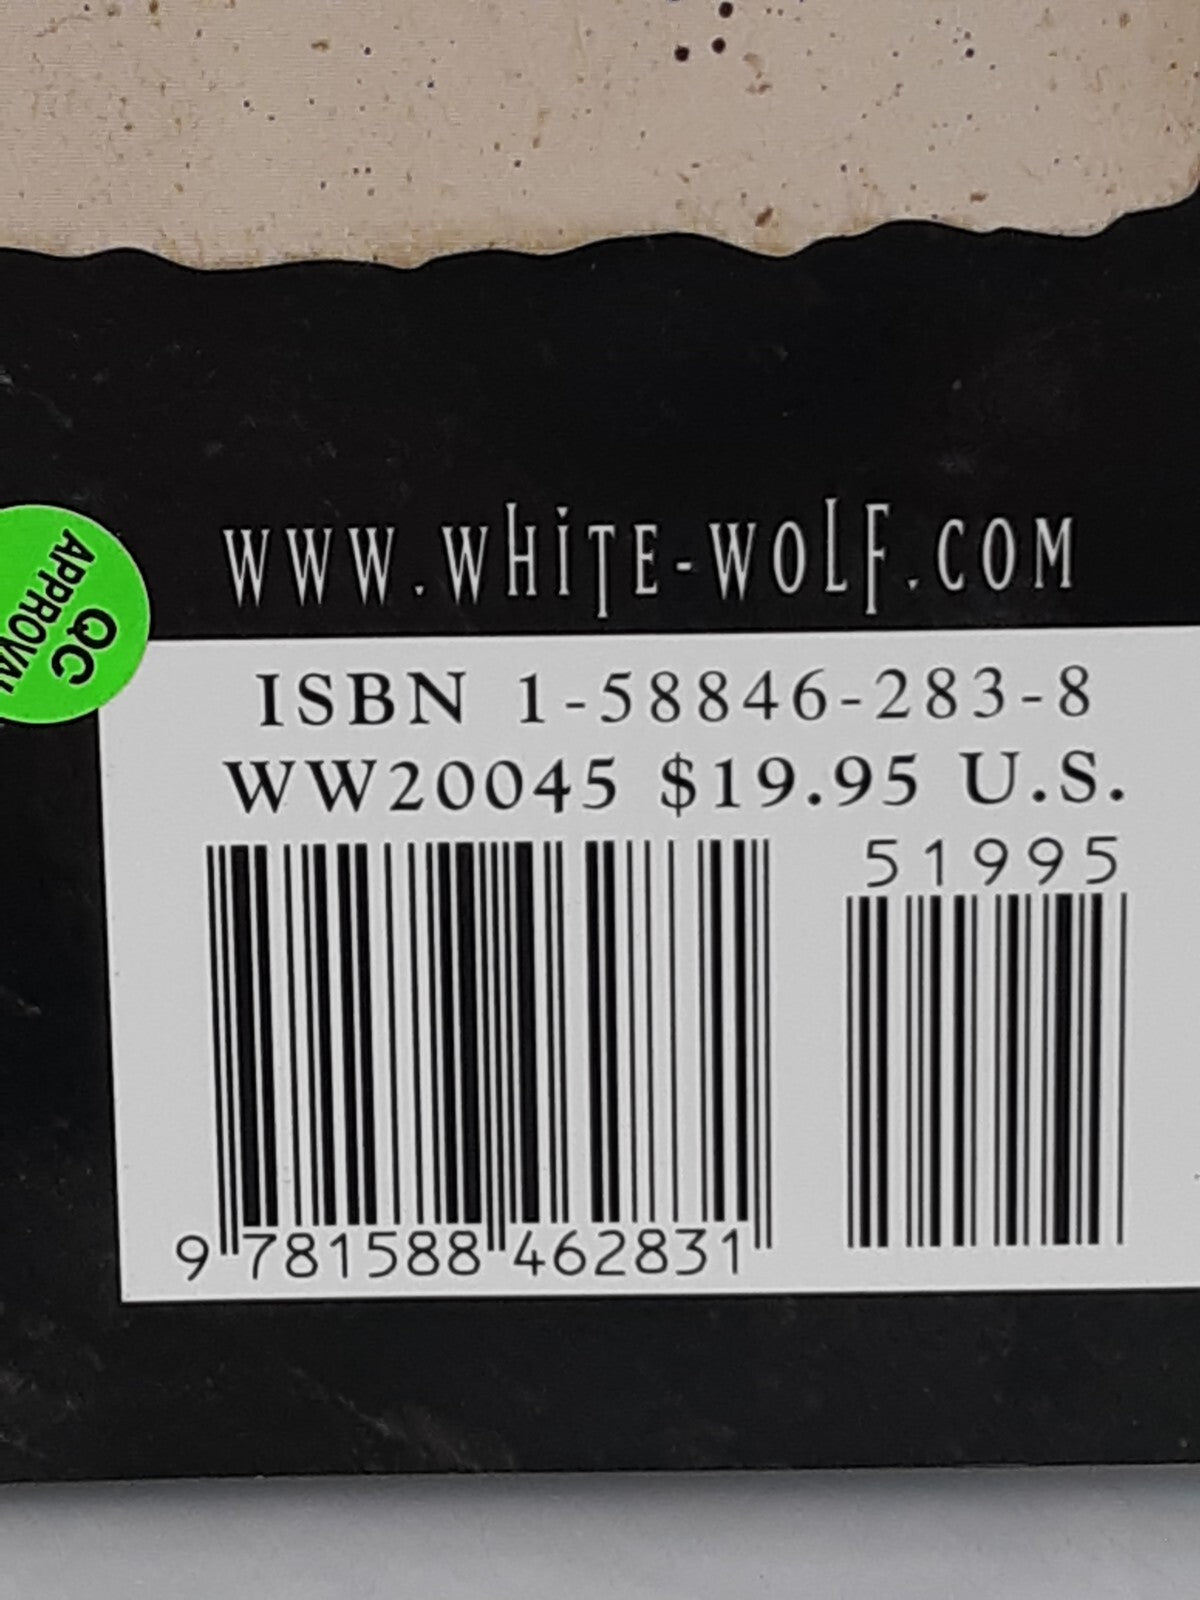 WWW.WHITE-WOLF.COM
QC
APPROVAL
ISBN 1-58846-283-8
WW20045 $19.95 U.S.
51995
9 781588 462831